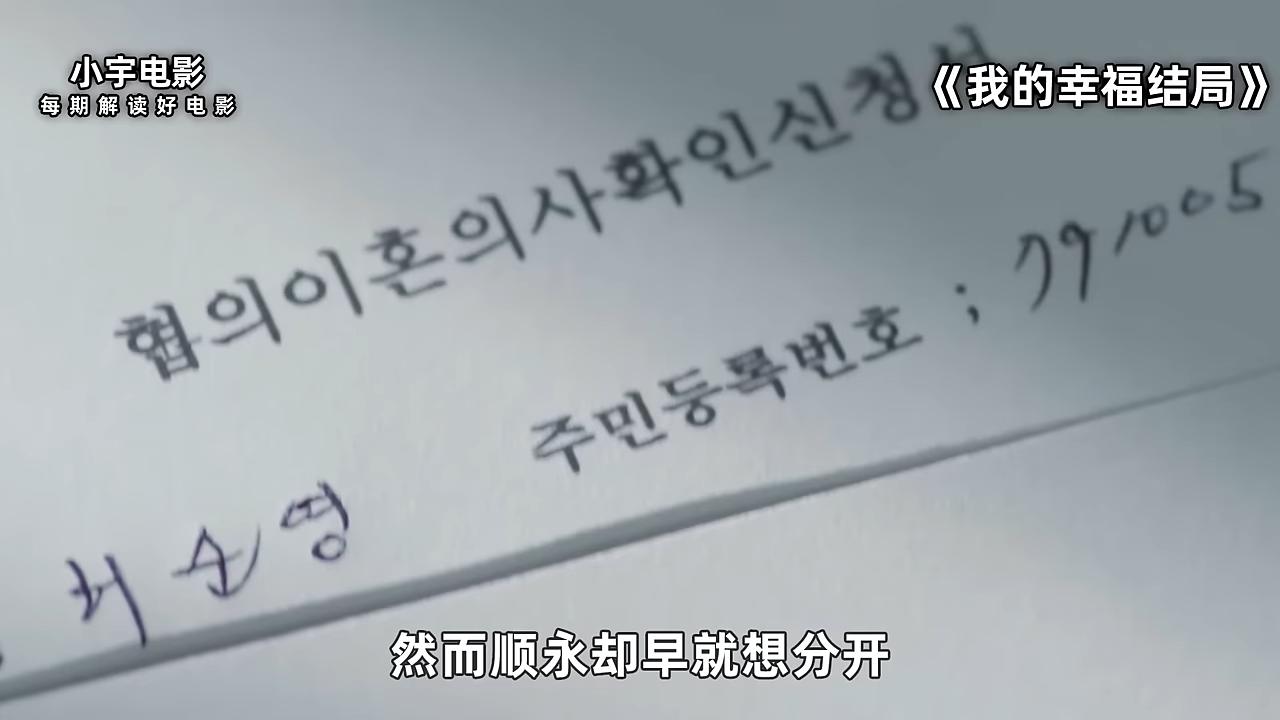 小宇电影
每期解读好电影
《我的幸福结局》
협의이혼의사확인신청서
주민등록번호 : 791005
허순영
然而顺永却早就想分开